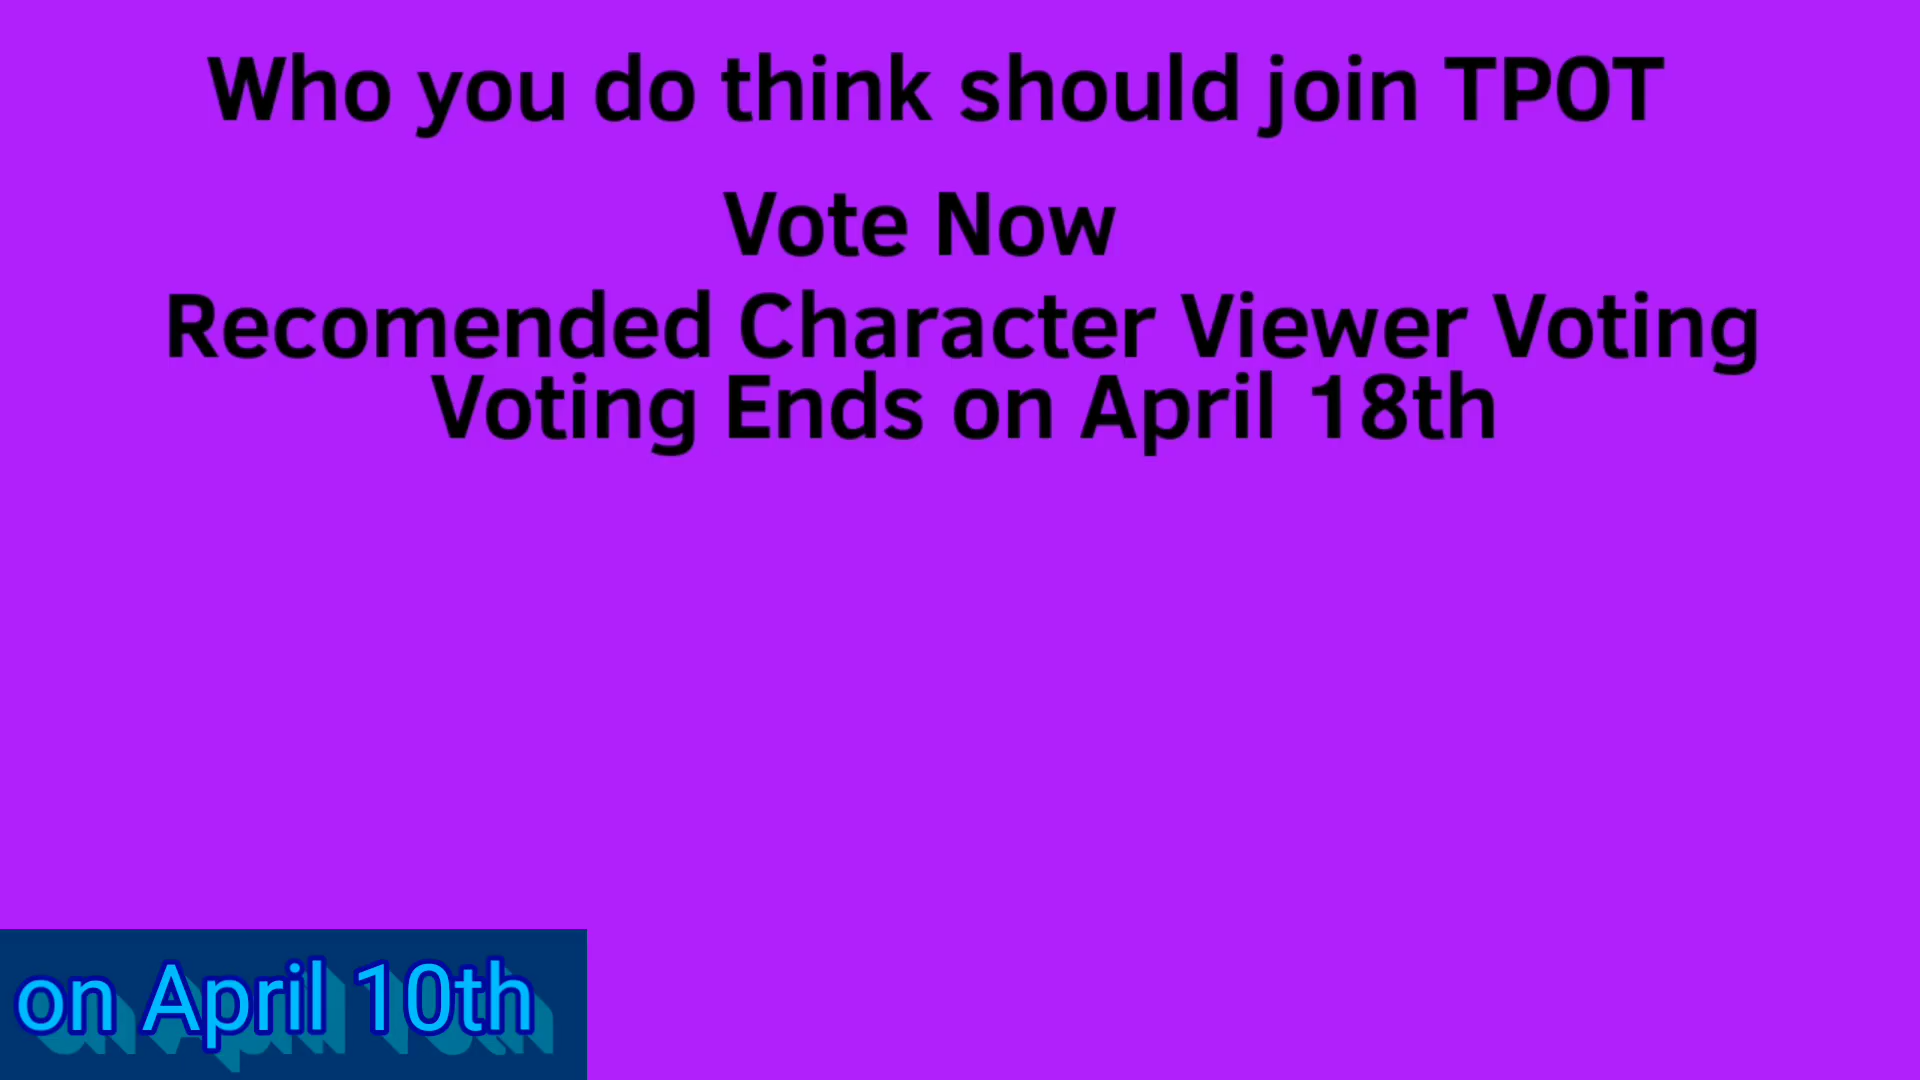 Who you do think should join TPOT
Vote Now
Recomended Character Viewer Voting
Voting Ends on April 18th
on April 10th